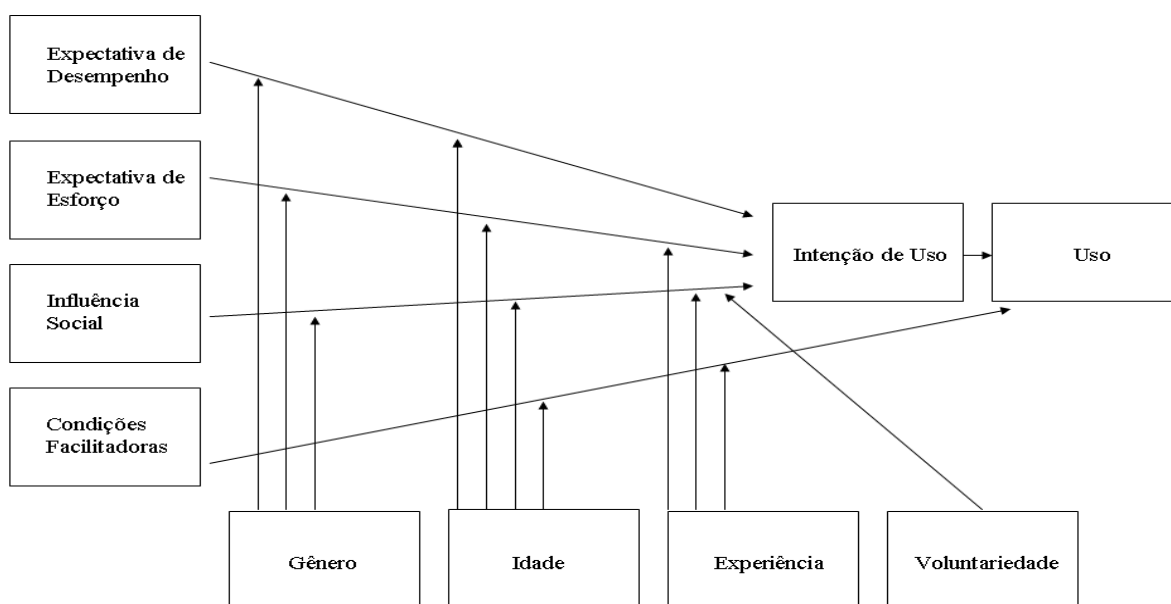 Expectativa de
Desempenho
Expectativa de
Esforço
Influência
Social
Condições
Facilitadoras
Intenção de Uso
Uso
Gênero
Idade
Experiência
Voluntariedade